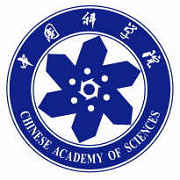 中国科学院
CHINESE ACADEMY OF SCIENCES